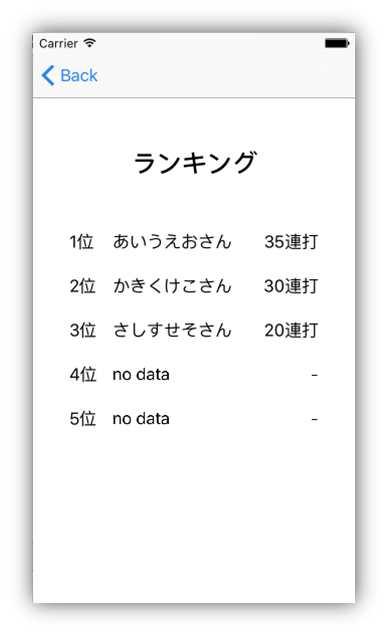 Carrier
Back
ランキング
1位 あいうえおさん 35連打
2位 かきくけこさん 30連打
3位 さしすせそさん 20連打
4位 no data -
5位 no data -